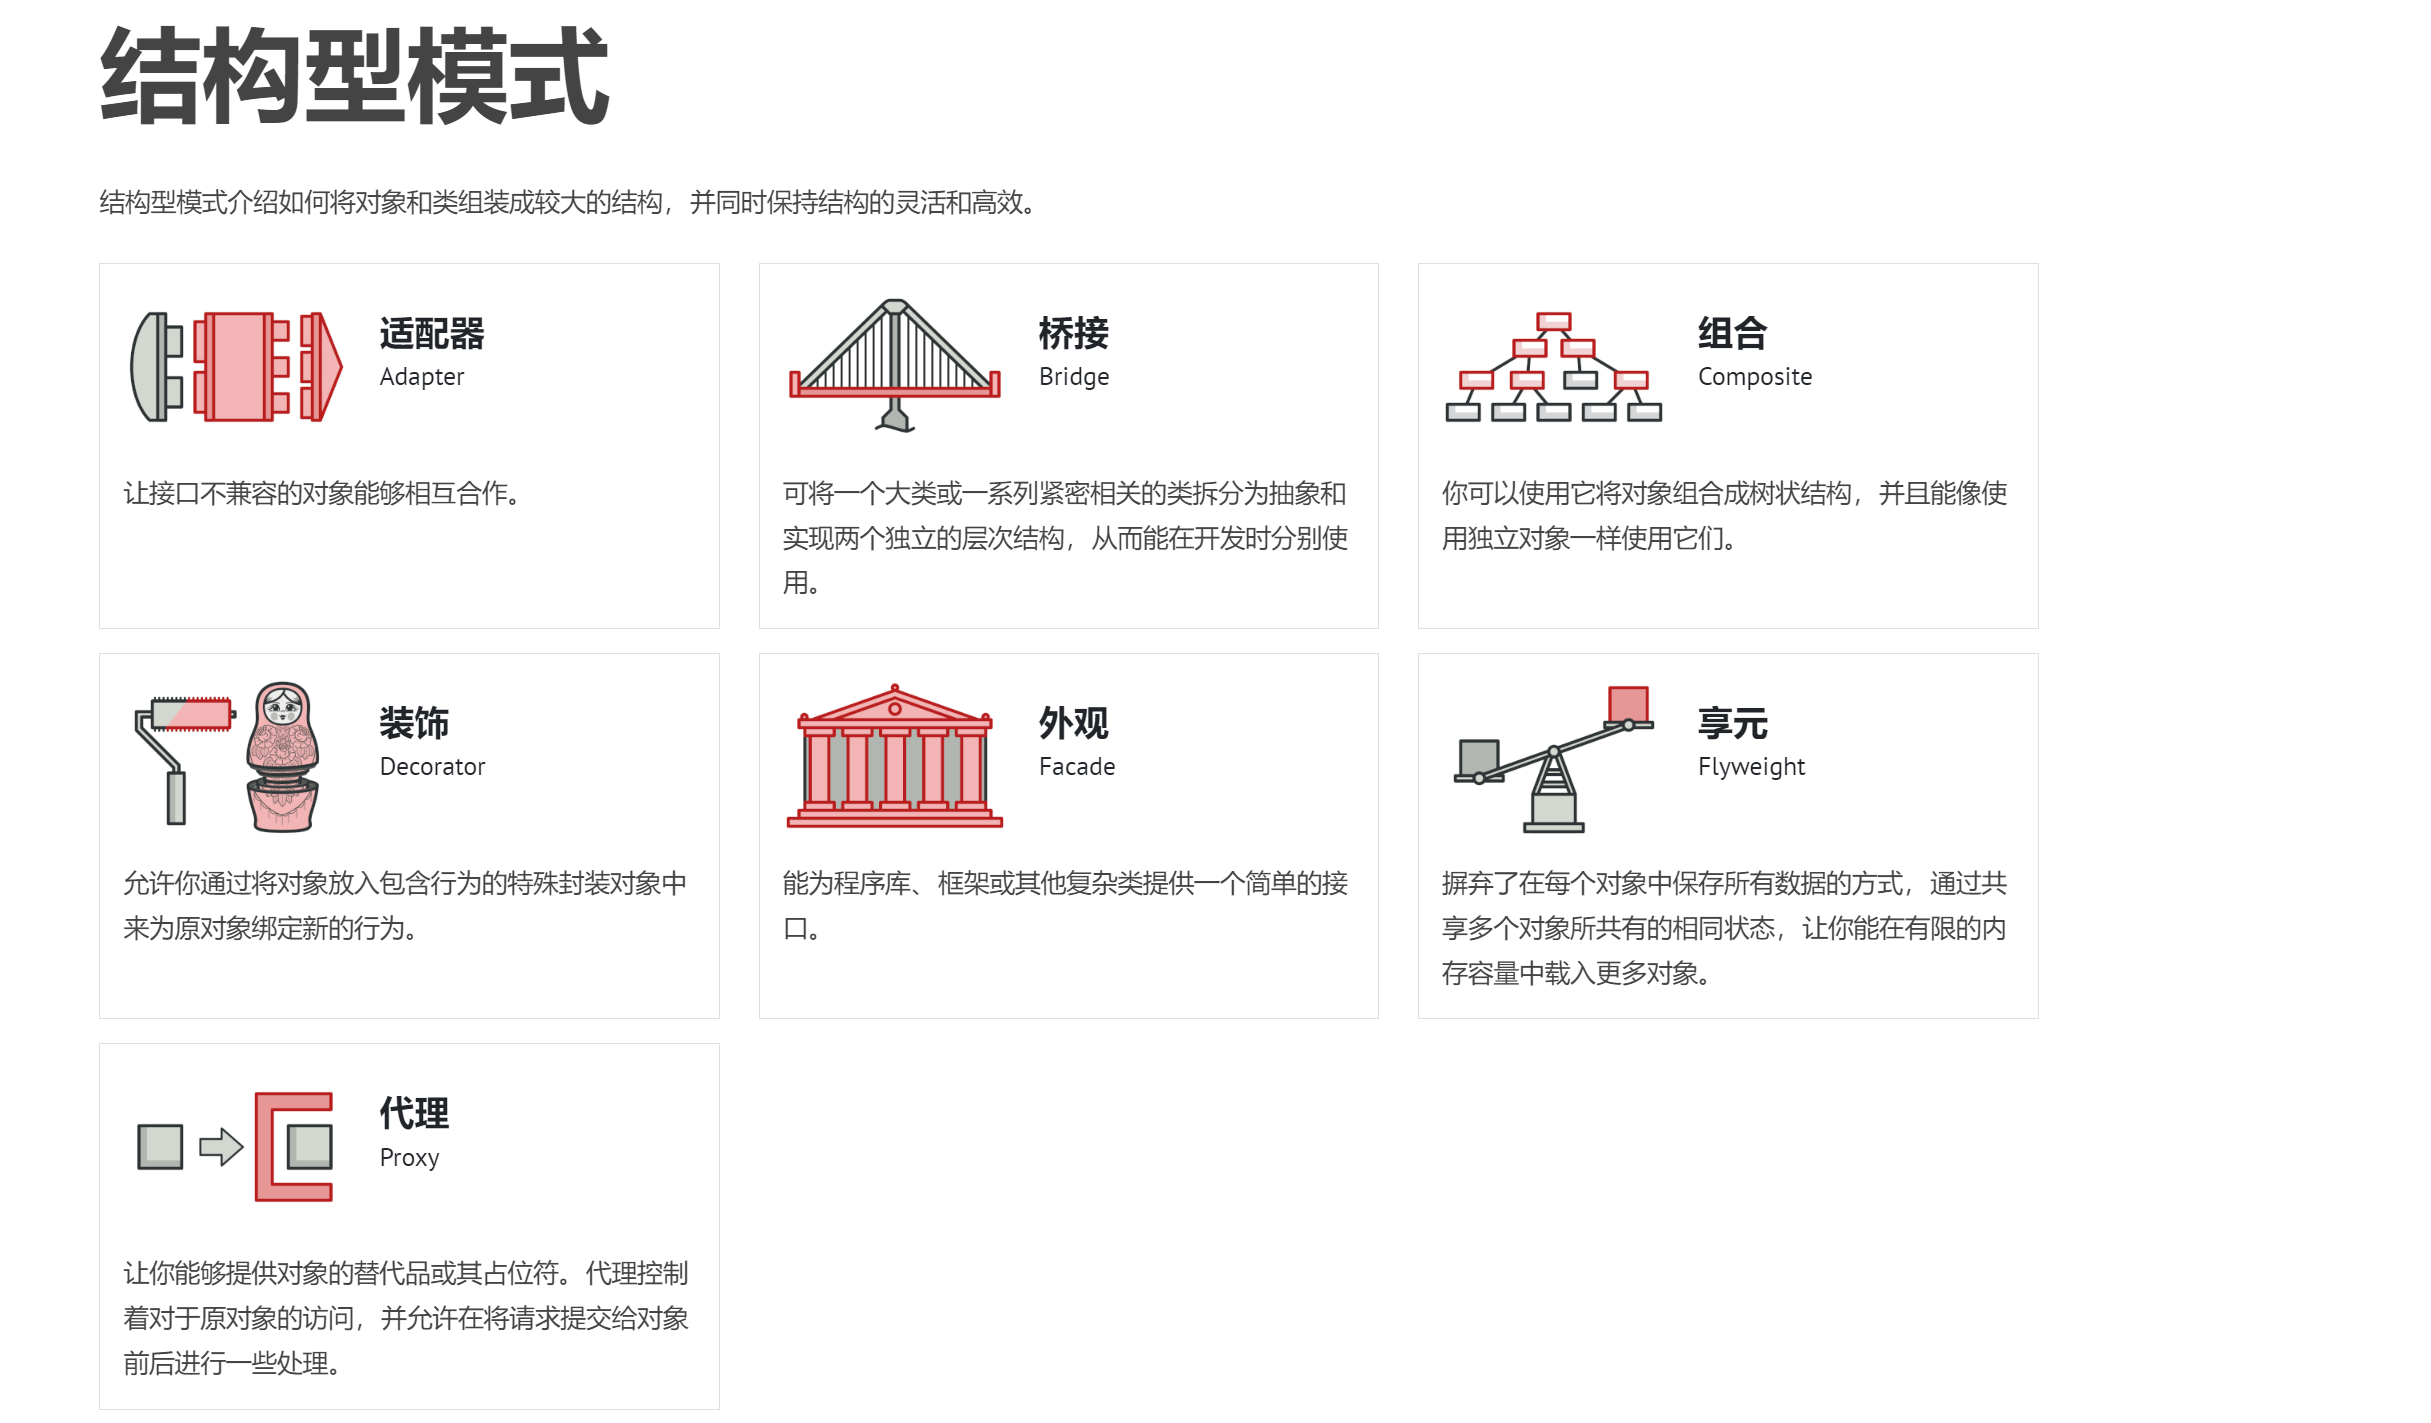 结构型模式
结构型模式介绍如何将对象和类组装成较大的结构，并同时保持结构的灵活和高效。
适配器
Adapter
让接口不兼容的对象能够相互合作。
桥接
Bridge
可将一个大类或一系列紧密相关的类拆分为抽象和
实现两个独立的层次结构，从而能在开发时分别使
用。
组合
Composite
你可以使用它将对象组合成树状结构，并且能像使
用独立对象一样使用它们。
装饰
Decorator
允许你通过将对象放入包含行为的特殊封装对象中
来为原对象绑定新的行为。
外观
Facade
能为程序库、框架或其他复杂类提供一个简单的接
口。
享元
Flyweight
摒弃了在每个对象中保存所有数据的方式，通过共
享多个对象所共有的相同状态，让你能在有限的内
存容量中载入更多对象。
代理
Proxy
让你能够提供对象的替代品或其占位符。代理控制
着对于原对象的访问，并允许在将请求提交给对象
前后进行一些处理。